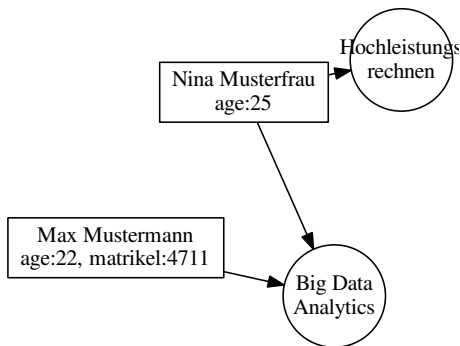 Hochleistungs
rechnen
Nina Musterfrau
age:25
Max Mustermann
age:22, matrikel:4711
Big Data
Analytics